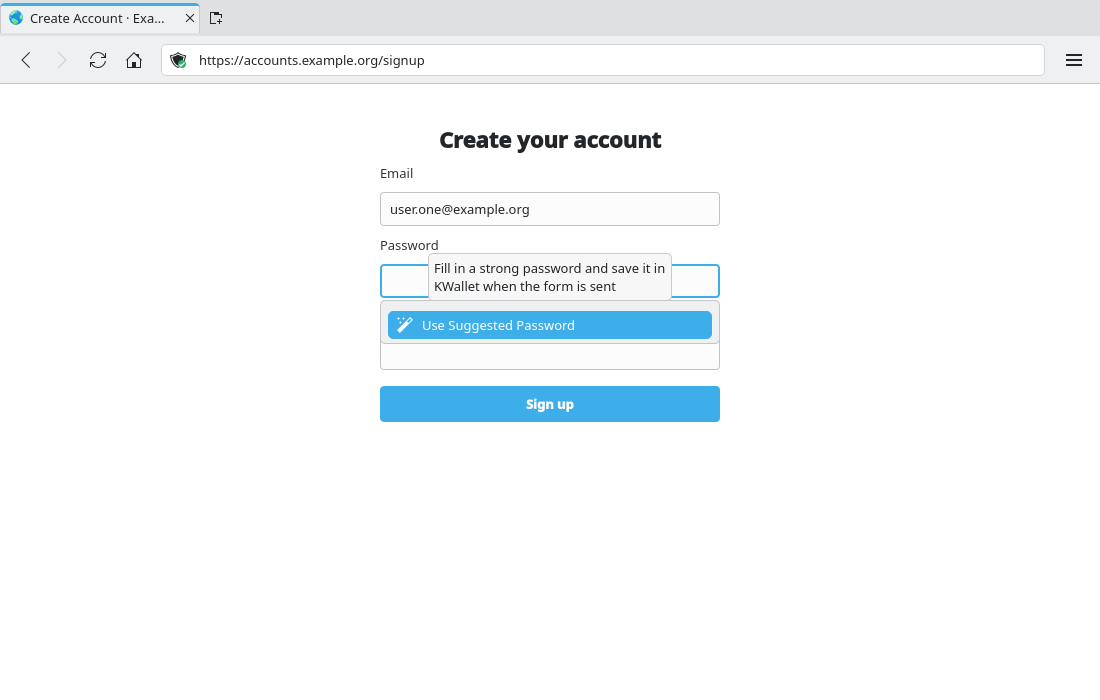 Create Account · Exa...
https://accounts.example.org/signup
Create your account
Email
user.one@example.org
Password
Fill in a strong password and save it in
KWallet when the form is sent
Use Suggested Password
Sign up